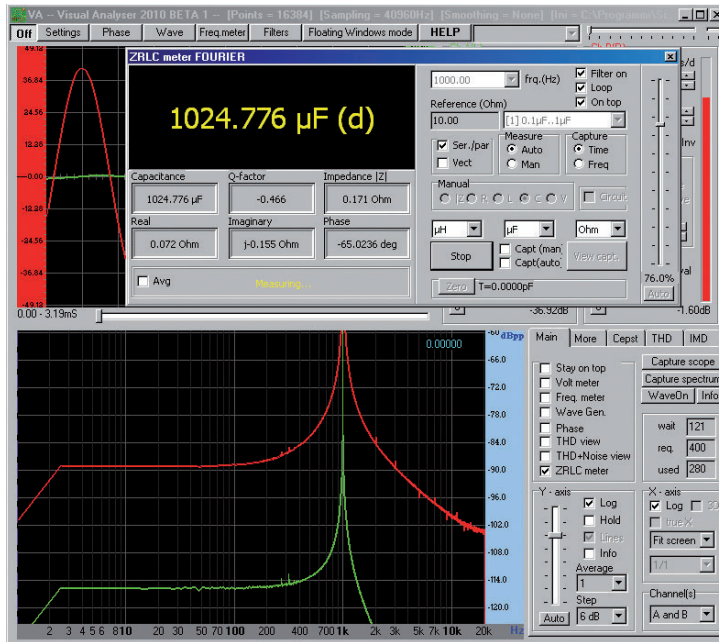 VA -- Visual Analyser 2010 BETA 1 -- [Points = 16384] [Sampling = 40960Hz] [Smoothing = None]
Off Settings Phase Wave Freq.meter Filters Floating Windows mode HELP
ZRLC meter FOURIER
1024.776 µF (d)
Capacitance Q-factor Impedance |Z|
1024.776 µF -0.466 0.171 Ohm
Real Imaginary Phase
0.072 Ohm j-0.155 Ohm -65.0236 deg
Avg Measuring...
1000.00 frq.(Hz)
Filter on
Loop
On top
Reference (Ohm)
10.00 [1] 0.1µF..1µF
Ser./par
Vect
Measure
Auto
Man
Capture
Time
Freq
Manual
|Z| R L C V Circuit
µH µF Ohm
Stop
Capt (man)
Capt(auto)
View capt.
Zero T=0.0000pF
76.0%
Auto
49.13
36.84
24.56
12.28
-0.00
-12.28
-24.56
-36.84
-49.13
0.00 - 3.19mS
-36.92dB
-1.60dB
s/d
Inv
val
0.00000
-60 dBpp
-66.0
-72.0
-78.0
-84.0
-90.0
-96.0
-102.0
-108.0
-114.0
-120.0
2 3 4 5 6 8 10 20 30 50 70 100 200 400 700 1k 2k 3k 5k 7k 10k 20k Hz
Main More Cepst THD IMD
Stay on top
Volt meter
Freq. meter
Wave Gen.
Phase
THD view
THD+Noise view
ZRLC meter
Capture scope
Capture spectrum
WaveOn Info
wait 121
req. 400
used 280
Y - axis
Log
Hold
Lines
Info
Average
1
Step
Auto 6 dB
X - axis
Log 3D
true X
Fit screen
1/1
Channel(s)
A and B